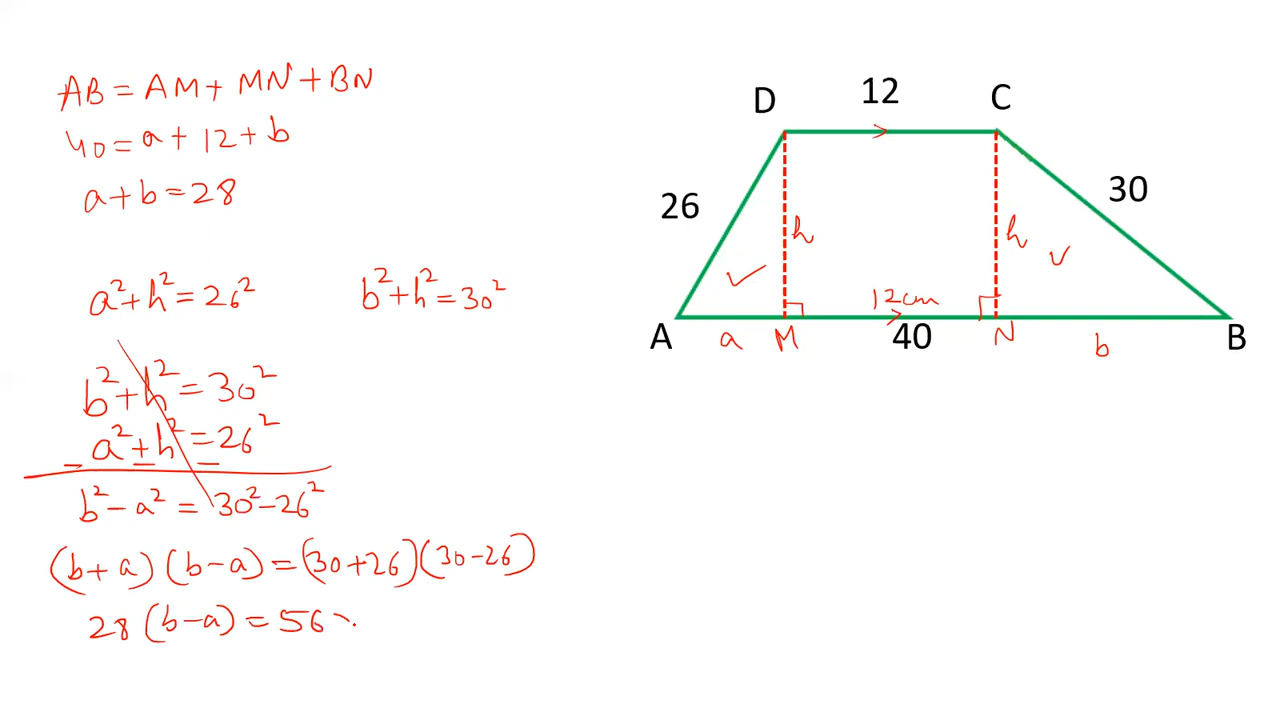 AB = AM + MN + BN
40 = a + 12 + b
a + b = 28
a² + h² = 26²
b² + h² = 30²
b² + h² = 30²
a² + h² = 26²
− − −
b² − a² = 30² − 26²
(b + a) (b − a) = (30 + 26) (30 − 26)
28 (b − a) = 56
D 12 C
26 h h 30
12cm
A a M 40 N b B